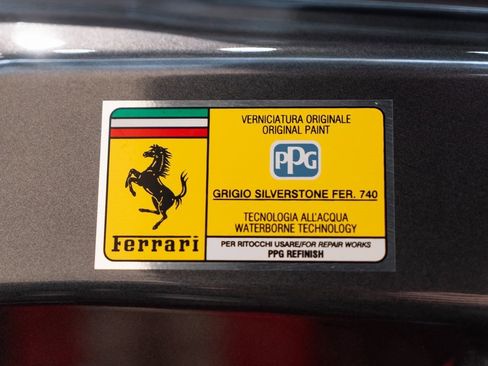 VERNICIATURA ORIGINALE
ORIGINAL PAINT
PPG
GRIGIO SILVERSTONE FER. 740
TECNOLOGIA ALL'ACQUA
WATERBORNE TECHNOLOGY
Ferrari
PER RITOCCHI USARE/FOR REPAIR WORKS
PPG REFINISH